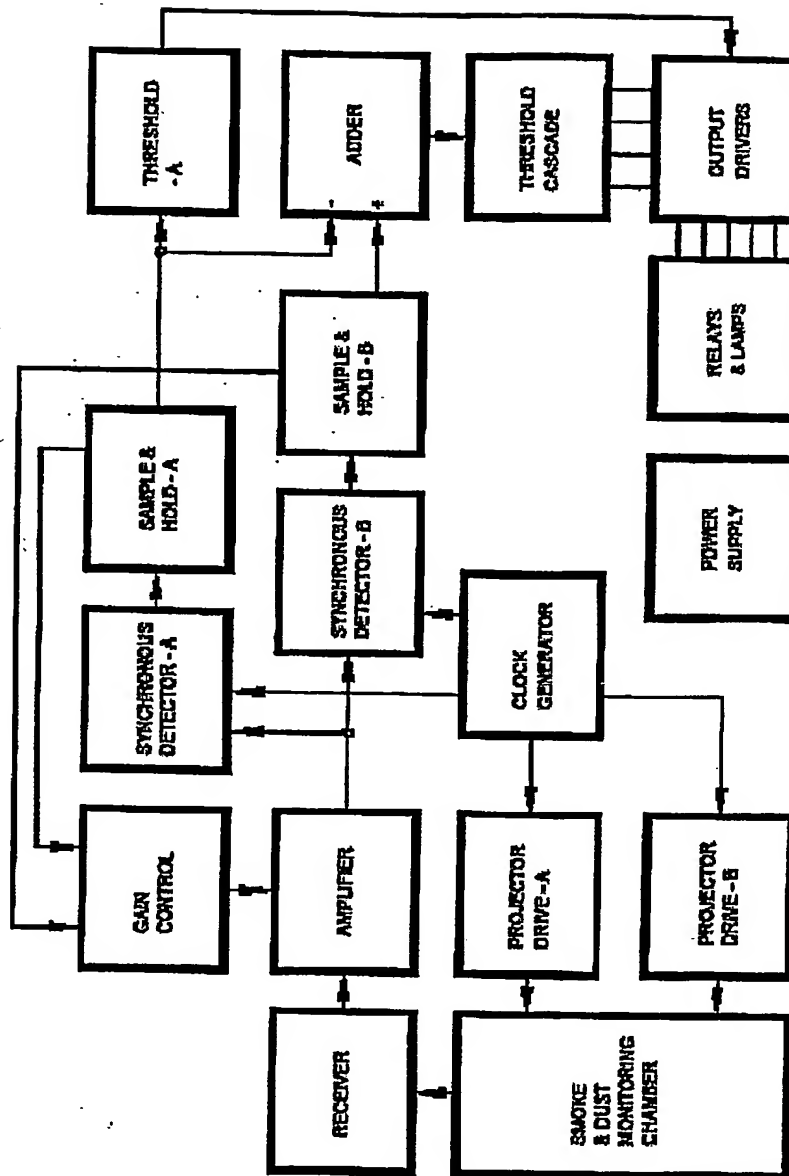 THRESHOLD
-A
ADDER
-
+
THRESHOLD
CASCADE
OUTPUT
DRIVERS
SAMPLE &
HOLD-A
SAMPLE &
HOLD-B
RELAYS
& LAMPS
SYNCHRONOUS
DETECTOR-A
SYNCHRONOUS
DETECTOR-B
CLOCK
GENERATOR
POWER
SUPPLY
GAIN
CONTROL
AMPLIFIER
PROJECTOR
DRIVE-A
PROJECTOR
DRIVE-B
RECEIVER
SMOKE
& DUST
MONITORING
CHAMBER